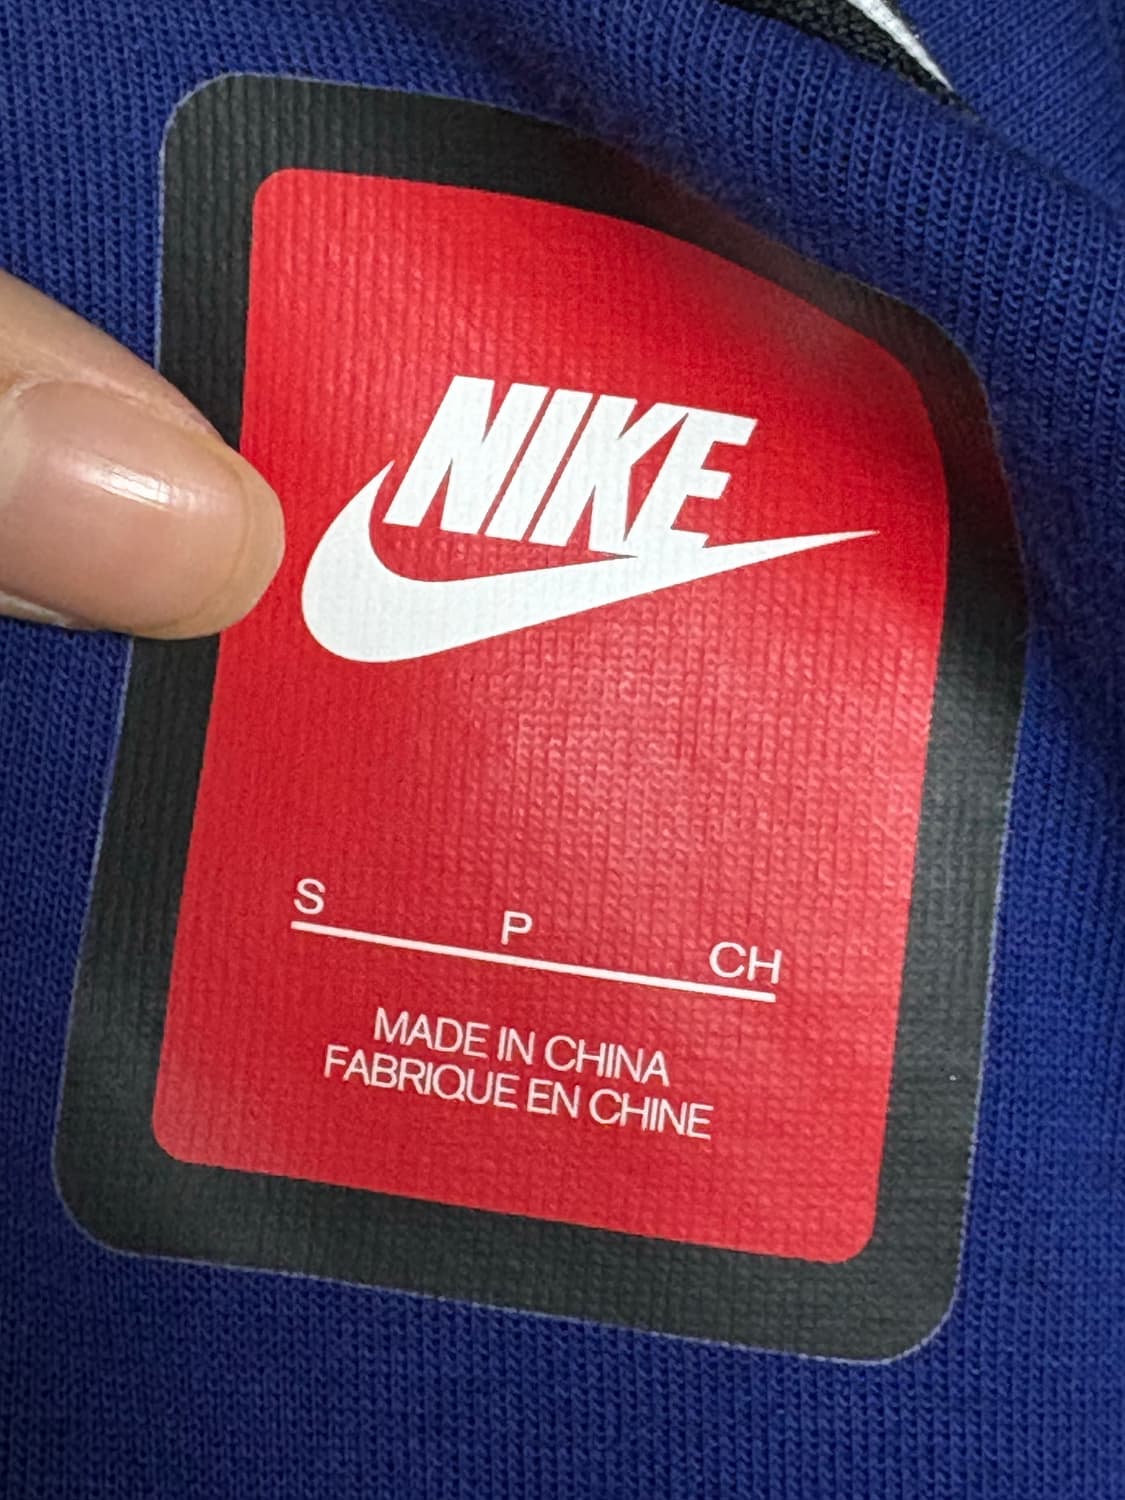 NIKE
S P CH
MADE IN CHINA
FABRIQUE EN CHINE